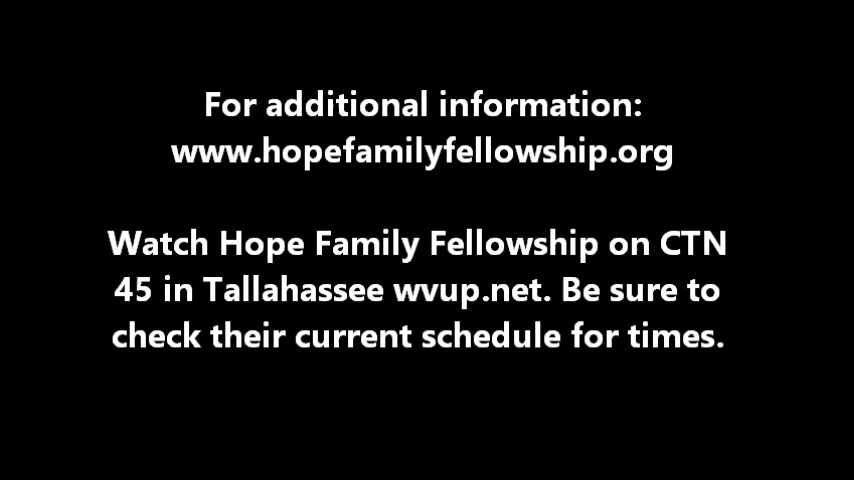 For additional information:
www.hopefamilyfellowship.org
Watch Hope Family Fellowship on CTN
45 in Tallahassee wvup.net. Be sure to
check their current schedule for times.